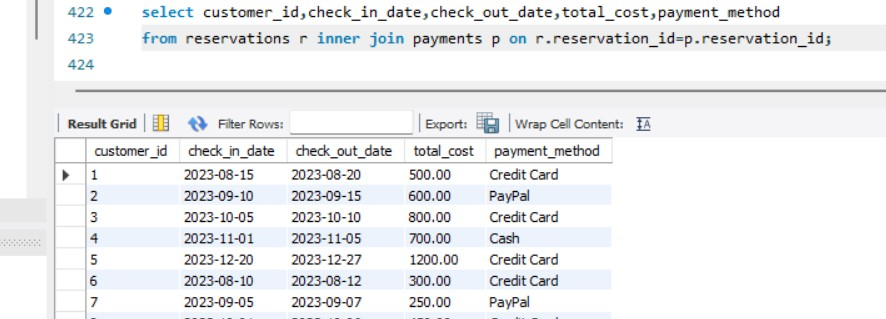 422 select customer_id,check_in_date,check_out_date,total_cost,payment_method
423 from reservations r inner join payments p on r.reservation_id=p.reservation_id;
424
Result Grid Filter Rows: Export: Wrap Cell Content:
customer_id check_in_date check_out_date total_cost payment_method
1 2023-08-15 2023-08-20 500.00 Credit Card
2 2023-09-10 2023-09-15 600.00 PayPal
3 2023-10-05 2023-10-10 800.00 Credit Card
4 2023-11-01 2023-11-05 700.00 Cash
5 2023-12-20 2023-12-27 1200.00 Credit Card
6 2023-08-10 2023-08-12 300.00 Credit Card
7 2023-09-05 2023-09-07 250.00 PayPal